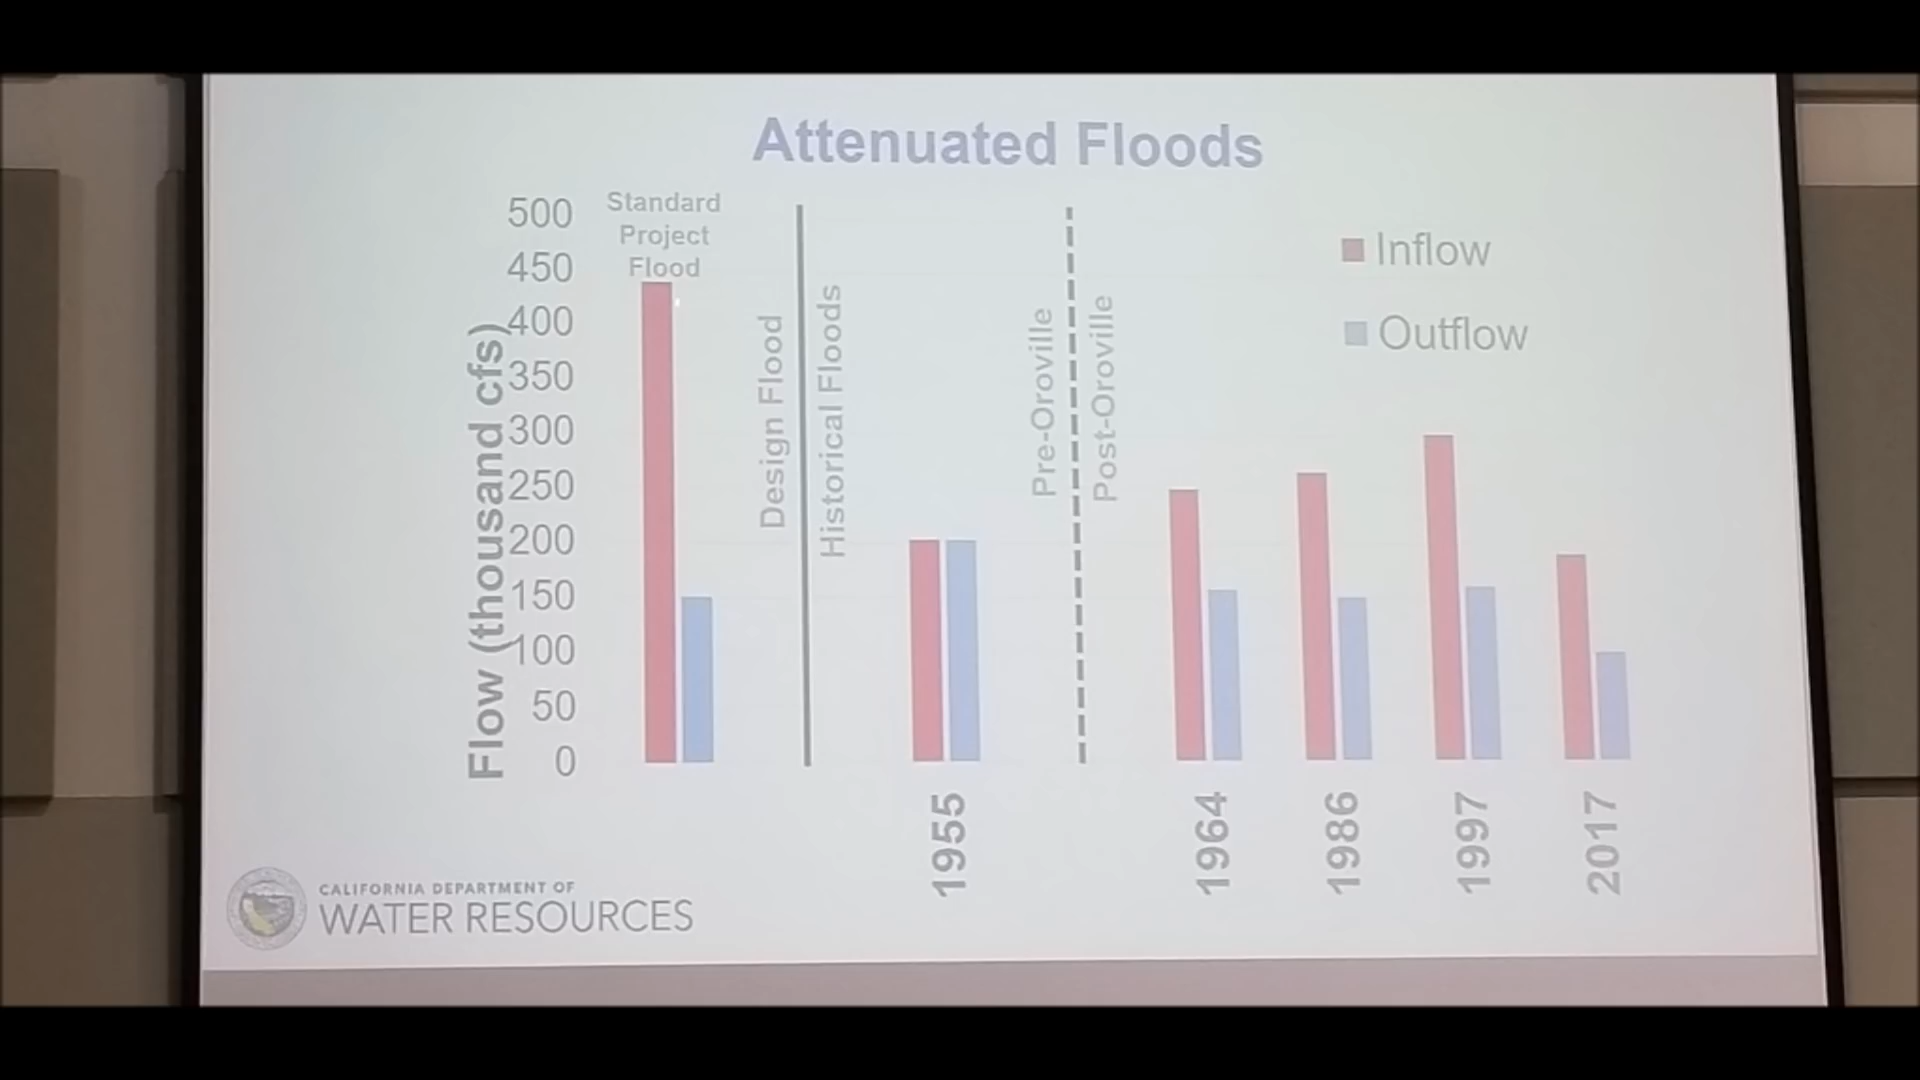 Attenuated Floods
500
450
400
350
300
250
200
150
100
50
0
Flow (thousand cfs)
Standard
Project
Flood
Design Flood
Historical Floods
Pre-Oroville
Post-Oroville
Inflow
Outflow
1955
1964
1986
1997
2017
CALIFORNIA DEPARTMENT OF
WATER RESOURCES